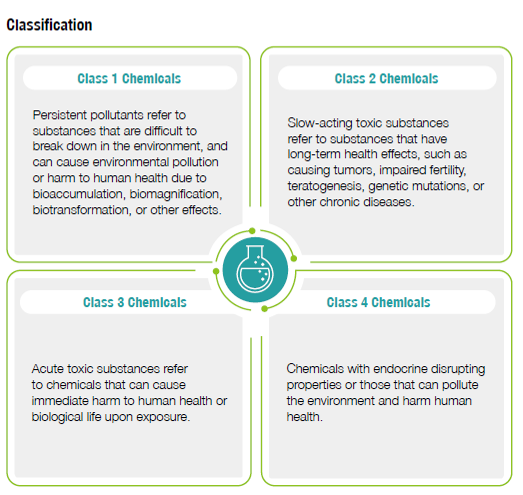 Classification
Class 1 Chemicals
Persistent pollutants refer to
substances that are difficult to
break down in the environment, and
can cause environmental pollution
or harm to human health due to
bioaccumulation, biomagnification,
biotransformation, or other effects.
Class 2 Chemicals
Slow-acting toxic substances
refer to substances that have
long-term health effects, such as
causing tumors, impaired fertility,
teratogenesis, genetic mutations, or
other chronic diseases.
Class 3 Chemicals
Acute toxic substances refer
to chemicals that can cause
immediate harm to human health or
biological life upon exposure.
Class 4 Chemicals
Chemicals with endocrine disrupting
properties or those that can pollute
the environment and harm human
health.